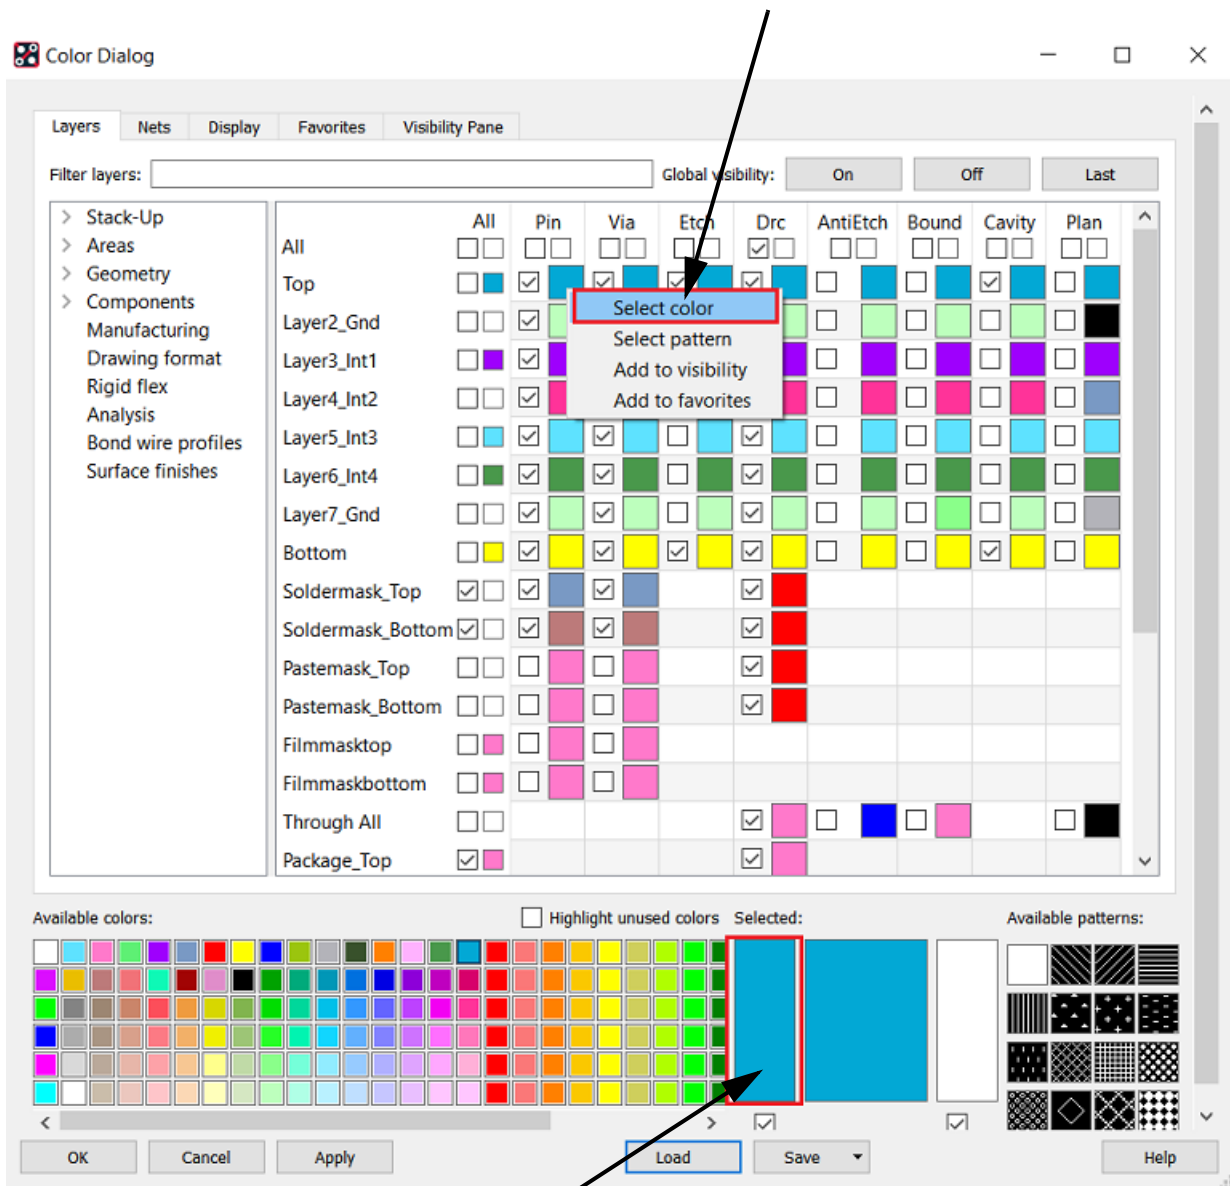 Color Dialog
Layers Nets Display Favorites Visibility Pane
Filter layers: Global visibility: On Off Last
Stack-Up
Areas
Geometry
Components
Manufacturing
Drawing format
Rigid flex
Analysis
Bond wire profiles
Surface finishes
All Pin Via Etch Drc AntiEtch Bound Cavity Plan
All
Top
Layer2_Gnd
Layer3_Int1
Layer4_Int2
Layer5_Int3
Layer6_Int4
Layer7_Gnd
Bottom
Soldermask_Top
Soldermask_Bottom
Pastemask_Top
Pastemask_Bottom
Filmmasktop
Filmmaskbottom
Through All
Package_Top
Select color
Select pattern
Add to visibility
Add to favorites
Available colors: Highlight unused colors Selected: Available patterns:
OK Cancel Apply Load Save Help